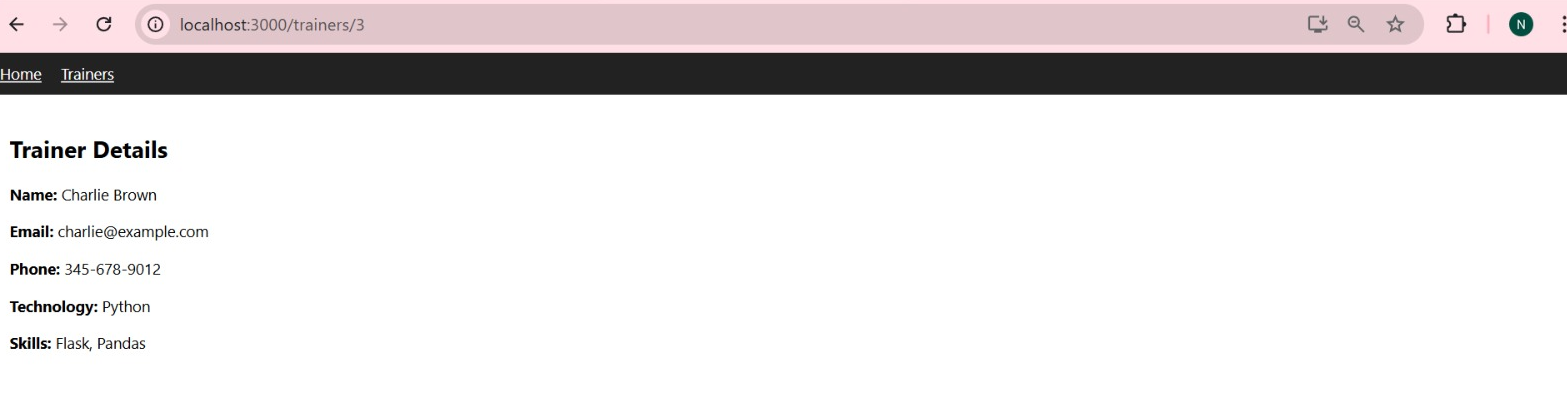 localhost:3000/trainers/3
N
Home Trainers
Trainer Details
Name: Charlie Brown
Email: charlie@example.com
Phone: 345-678-9012
Technology: Python
Skills: Flask, Pandas